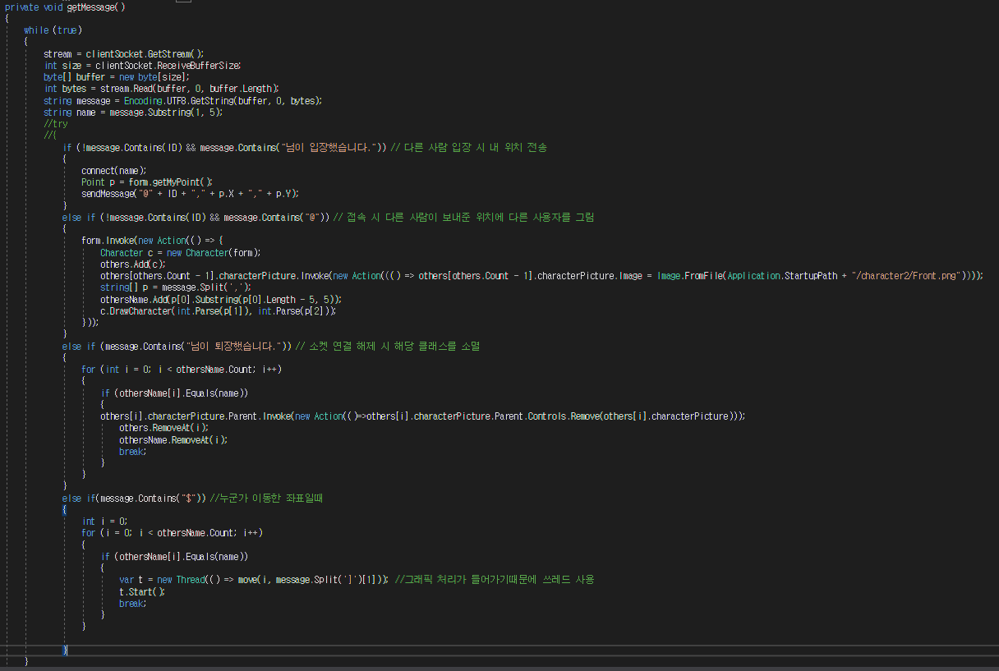 private void getMessage()
{
while (true)
{
stream = clientSocket.GetStream();
int size = clientSocket.ReceiveBufferSize;
byte[] buffer = new byte[size];
int bytes = stream.Read(buffer, 0, buffer.Length);
string message = Encoding.UTF8.GetString(buffer, 0, bytes);
string name = message.Substring(1, 5);
//try
//{
if (!message.Contains(ID) && message.Contains("님이 입장했습니다.")) // 다른 사람 입장 시 내 위치 전송
{
connect(name);
Point p = form.getMyPoint();
sendMessage("@" + ID + "," + p.X + "," + p.Y);
}
else if (!message.Contains(ID) && message.Contains("@")) // 접속 시 다른 사람이 보내준 위치에 다른 사용자를 그림
{
form.Invoke(new Action(() => {
Character c = new Character(form);
others.Add(c);
others[others.Count - 1].characterPicture.Invoke(new Action((() => others[others.Count - 1].characterPicture.Image = Image.FromFile(Application.StartupPath + "/character2/Front.png"))));
string[] p = message.Split(',');
othersName.Add(p[0].Substring(p[0].Length - 5, 5));
c.DrawCharacter(int.Parse(p[1]), int.Parse(p[2]));
}));
}
else if (message.Contains("님이 퇴장했습니다.")) // 소켓 연결 해제 시 해당 클래스를 소멸
{
for (int i = 0; i < othersName.Count; i++)
{
if (othersName[i].Equals(name))
{
others[i].characterPicture.Parent.Invoke(new Action(()=>others[i].characterPicture.Parent.Controls.Remove(others[i].characterPicture)));
others.RemoveAt(i);
othersName.RemoveAt(i);
break;
}
}
}
else if(message.Contains("$")) //누군가 이동한 좌표일때
{
int i = 0;
for (i = 0; i < othersName.Count; i++)
{
if (othersName[i].Equals(name))
{
var t = new Thread(() => move(i, message.Split(']')[1])); //그래픽 처리가 들어가기때문에 쓰레드 사용
t.Start();
break;
}
}
}
}